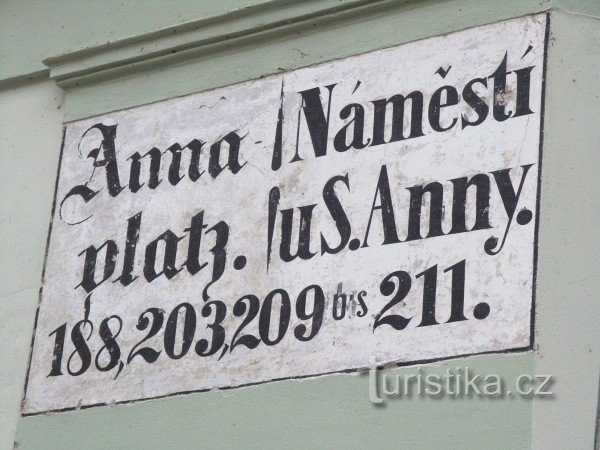 Anna-
platz.
Náměstí
u S. Anny.
188, 203, 209 bis 211.
Turistika.cz